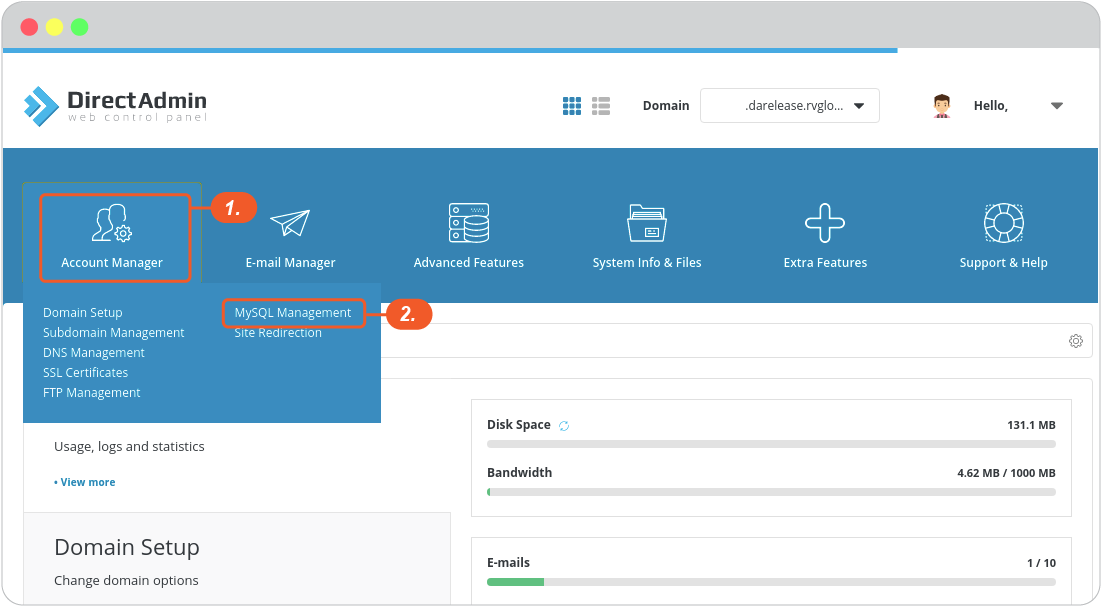 DirectAdmin
web control panel
Domain
.darelease.rvglo...
Hello,
1.
Account Manager
E-mail Manager
Advanced Features
System Info & Files
Extra Features
Support & Help
Domain Setup
Subdomain Management
DNS Management
SSL Certificates
FTP Management
MySQL Management
2.
Site Redirection
Usage, logs and statistics
• View more
Domain Setup
Change domain options
Disk Space
131.1 MB
Bandwidth
4.62 MB / 1000 MB
E-mails
1 / 10